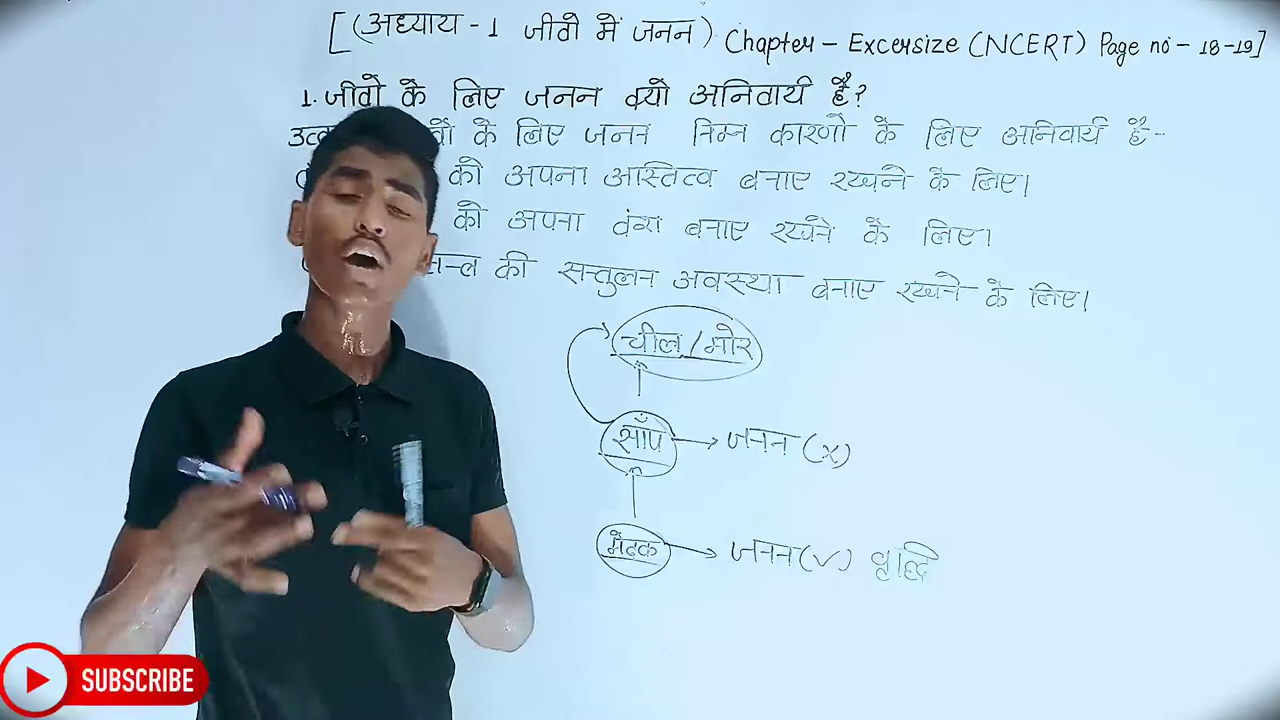 [(अध्याय - 1 जीवो में जनन) Chapter - Excersize (NCERT) Page no - 18-19]
1. जीवो के लिए जनन क्यो अनिवार्य है?
के लिए जनन निम्न कारणो के लिए अनिवार्य है-
को अपना अस्तित्व बनाए रखने के लिए।
को अपना वंश बनाए रखने के लिए।
की सन्तुलन अवस्था बनाए रखने के लिए।
चील / मोर
साँप → जनन (x)
मेंढक → जनन (✓) वृद्धि
SUBSCRIBE